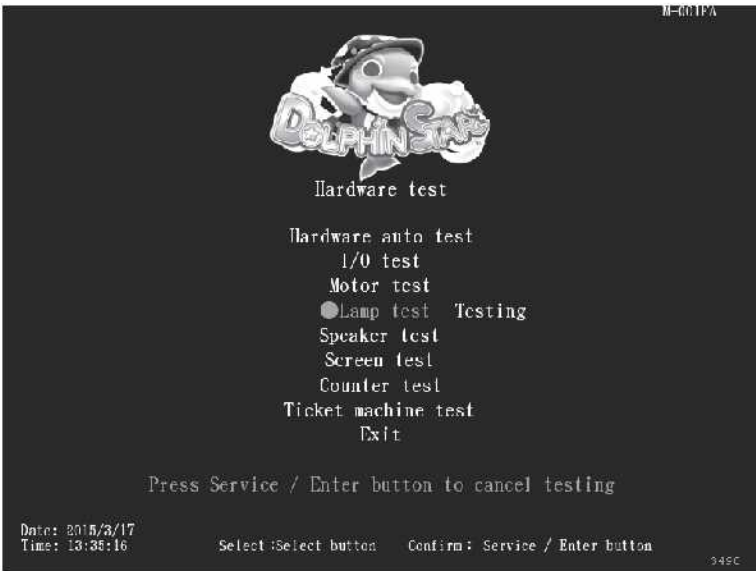 M-001FA
DOLPHIN STAR
Hardware test
Hardware auto test
I/O test
Motor test
Lamp test Testing
Speaker test
Screen test
Counter test
Ticket machine test
Exit
Press Service / Enter button to cancel testing
Date: 2015/3/17
Time: 13:35:16 Select :Select button Confirm : Service / Enter button
349C